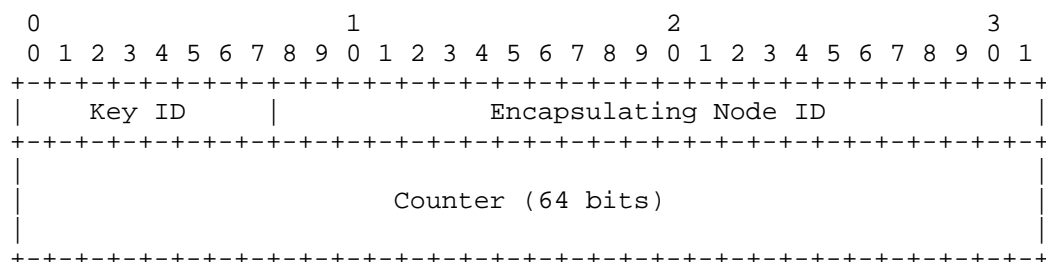 0                   1                   2                   3
 0 1 2 3 4 5 6 7 8 9 0 1 2 3 4 5 6 7 8 9 0 1 2 3 4 5 6 7 8 9 0 1
+-+-+-+-+-+-+-+-+-+-+-+-+-+-+-+-+-+-+-+-+-+-+-+-+-+-+-+-+-+-+-+-+
|    Key ID     |             Encapsulating Node ID             |
+-+-+-+-+-+-+-+-+-+-+-+-+-+-+-+-+-+-+-+-+-+-+-+-+-+-+-+-+-+-+-+-+
|                                                               |
|                       Counter (64 bits)                       |
|                                                               |
+-+-+-+-+-+-+-+-+-+-+-+-+-+-+-+-+-+-+-+-+-+-+-+-+-+-+-+-+-+-+-+-+